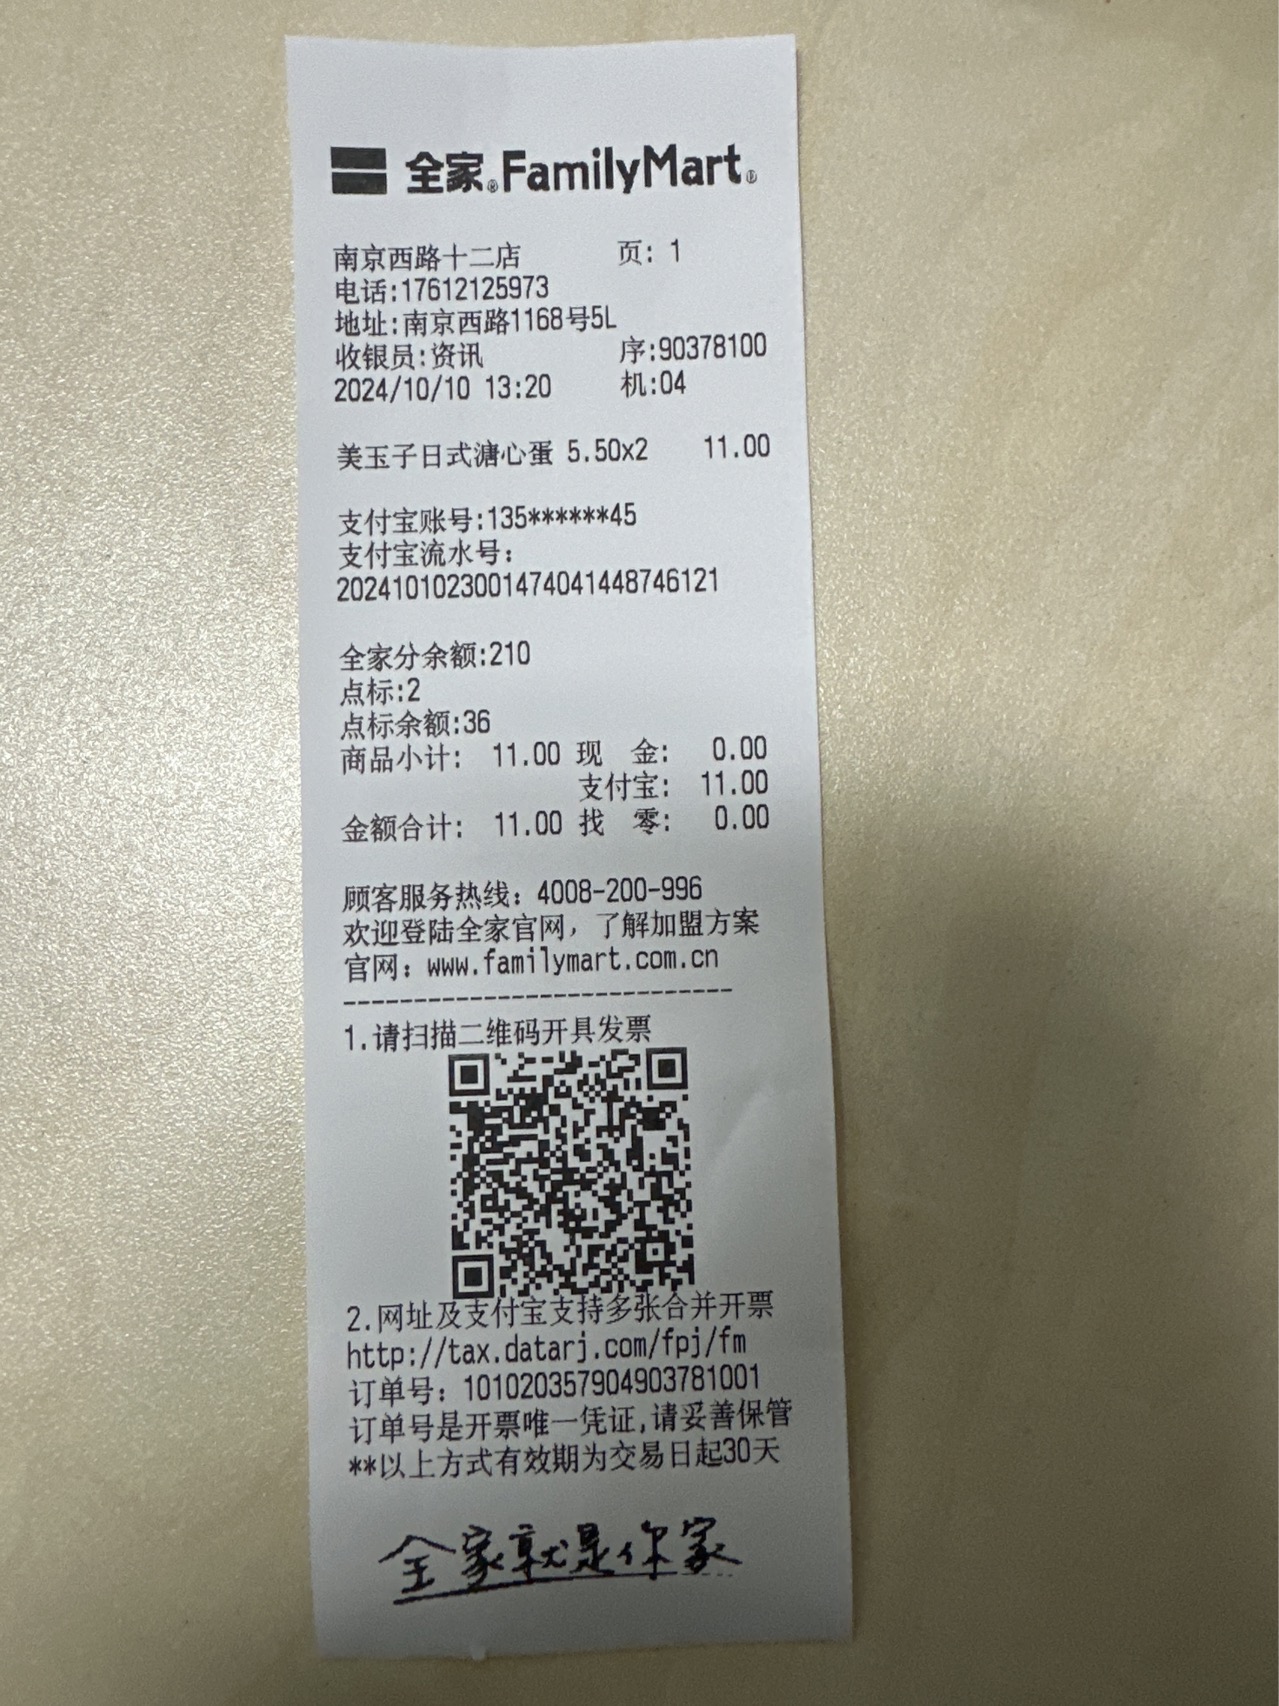 全家® FamilyMart®
南京西路十二店 页: 1
电话:17612125973
地址:南京西路1168号5L
收银员:资讯 序:90378100
2024/10/10 13:20 机:04
美玉子日式溏心蛋 5.50x2 11.00
支付宝账号:135******45
支付宝流水号:
2024101023001474041448746121
全家分余额:210
点标:2
点标余额:36
商品小计: 11.00 现 金: 0.00
支付宝: 11.00
金额合计: 11.00 找 零: 0.00
顾客服务热线: 4008-200-996
欢迎登陆全家官网, 了解加盟方案
官网: www.familymart.com.cn
----------------------------
1.请扫描二维码开具发票
2.网址及支付宝支持多张合并开票
http://tax.datarj.com/fpj/fm
订单号: 101020357904903781001
订单号是开票唯一凭证,请妥善保管
**以上方式有效期为交易日起30天
全家就是你家